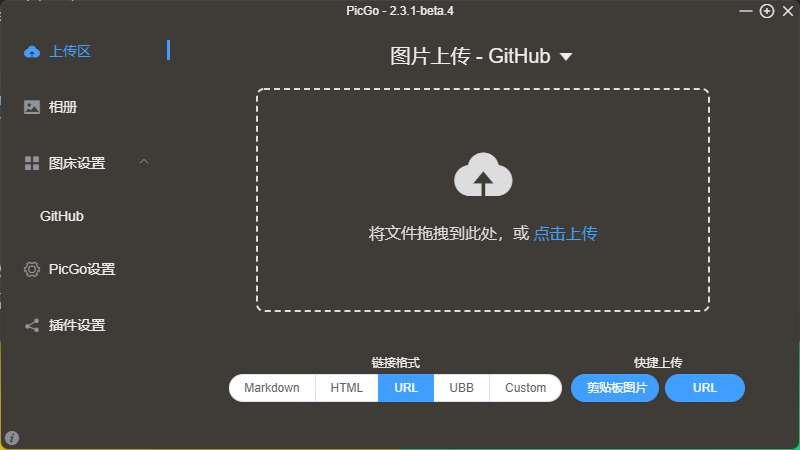 PicGo - 2.3.1-beta.4
上传区
相册
图床设置
GitHub
PicGo设置
插件设置
图片上传 - GitHub
将文件拖拽到此处，或 点击上传
链接格式
Markdown HTML URL UBB Custom
快捷上传
剪贴板图片 URL